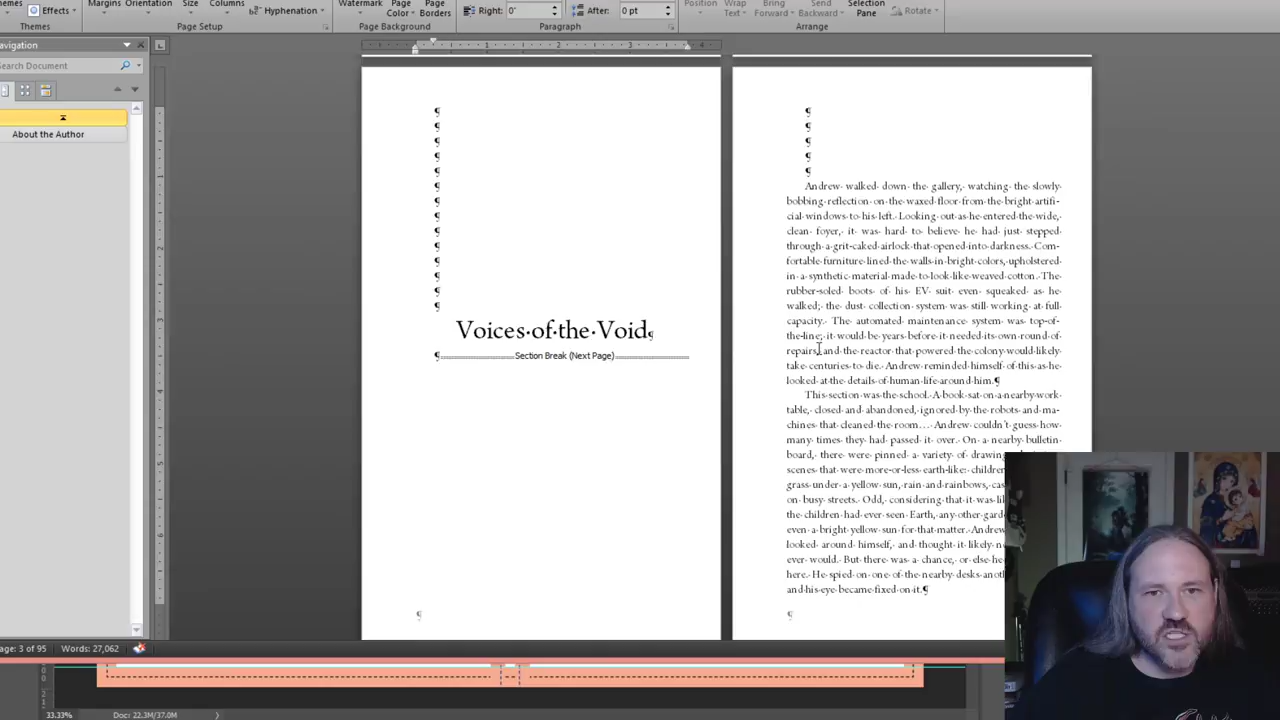 Margins Orientation Size Columns Hyphenation Watermark Page Color Page Borders Right: 0" After: 0 pt Position Wrap Text Bring Forward Send Backward Selection Pane Rotate
Effects
Themes Page Setup Page Background Paragraph Arrange
Search Document
About the Author
1 2 3 4
Voices of the Void
Section Break (Next Page)
Andrew walked down the gallery, watching the slowly
bobbing reflection on the waxed floor from the bright artifi-
cial windows to his left. Looking out as he entered the wide,
clean foyer, it was hard to believe he had just stepped
through a grit-caked airlock that opened into darkness. Com-
fortable furniture lined the walls in bright colors, upholstered
in a synthetic material made to look like weaved cotton. The
rubber-soled boots of his EV suit even squeaked as he
walked; the dust collection system was still working at full
capacity. The automated maintenance system was top-of-
the-line; it would be years before it needed its own round of
repairs, and the reactor that powered the colony would likely
take centuries to die. Andrew reminded himself of this as he
looked at the details of human life around him.
This section was the school. A book sat on a nearby work
table, closed and abandoned, ignored by the robots and ma-
chines that cleaned the room… Andrew couldn't guess how
many times they had passed it over. On a nearby bulletin
board, there were pinned a variety of
scenes that were more-or-less earth-like:
grass under a yellow sun, rain and rainbows,
on busy streets. Odd, considering that it was
the children had ever seen Earth, any other
even a bright yellow sun for that matter. Andrew
looked around himself, and thought it likely
ever would. But there was a chance, or else he
here. He spied on one of the nearby desks
and his eye became fixed on it.
Page: 3 of 95 Words: 27,062
33.33% Doc: 22.3M/37.0M